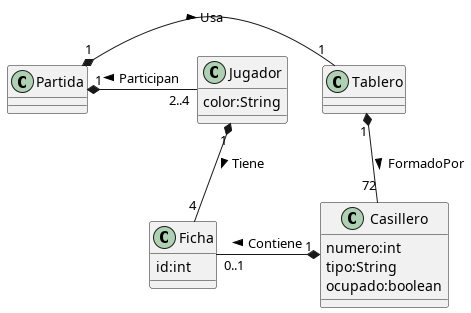 Usa
1
1
C Partida
1
Participan
2..4
C Jugador
color:String
C Tablero
1
Tiene
4
1
FormadoPor
72
C Ficha
id:int
Contiene
1
0..1
C Casillero
numero:int
tipo:String
ocupado:boolean